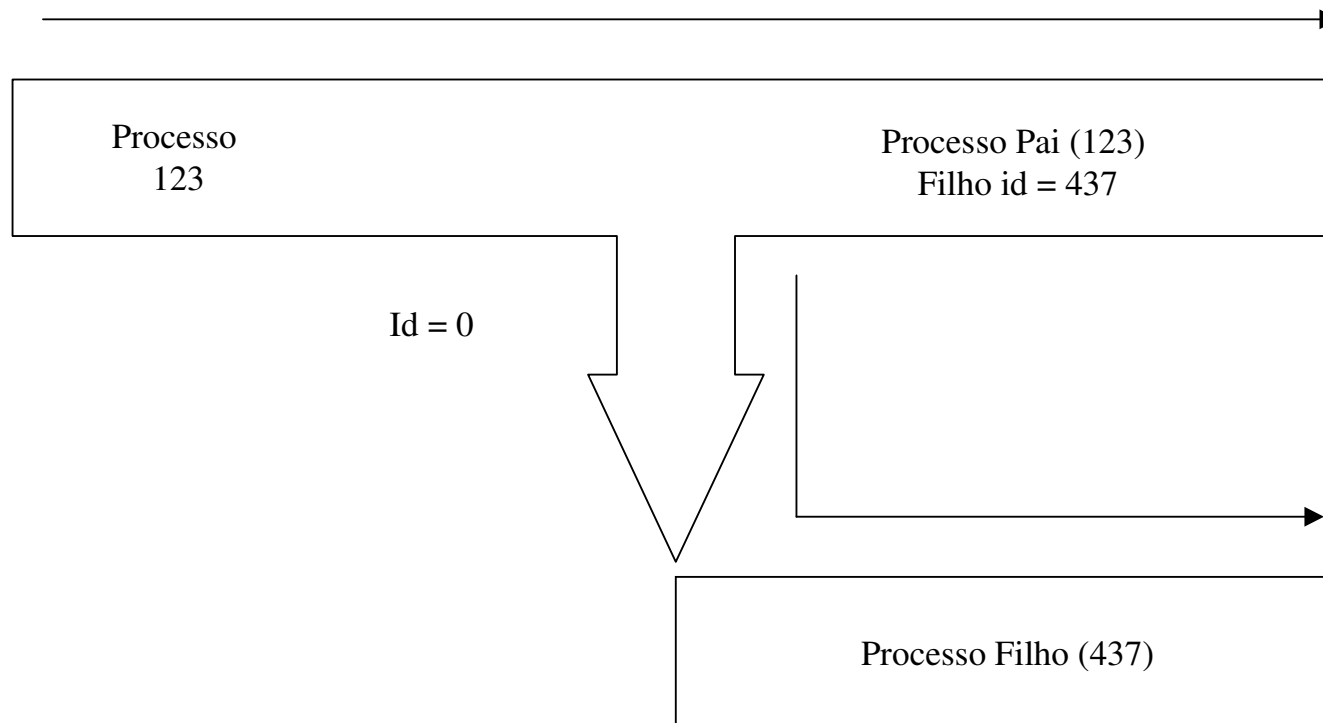 Processo
123
Processo Pai (123)
Filho id = 437
Id = 0
Processo Filho (437)